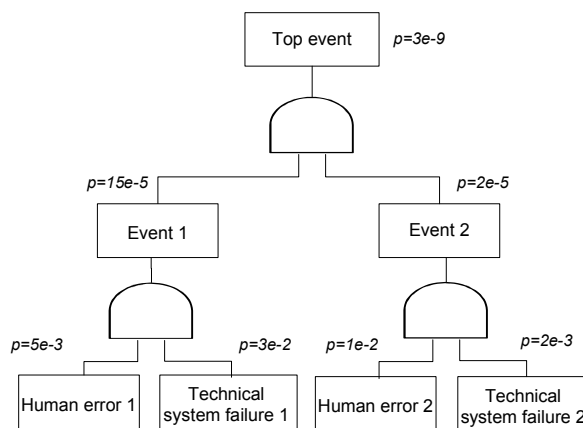 Top event
p=3e-9
p=15e-5
p=2e-5
Event 1
Event 2
p=5e-3
p=3e-2
p=1e-2
p=2e-3
Human error 1
Technical
system failure 1
Human error 2
Technical
system failure 2